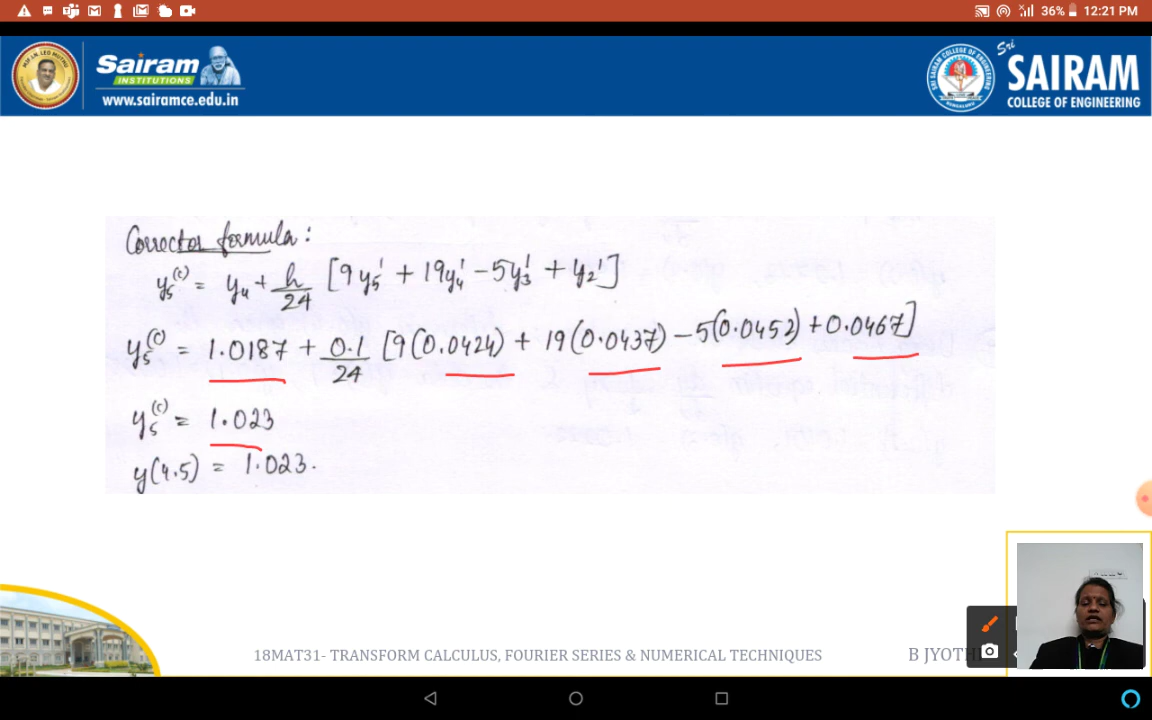 36% 12:21 PM
Sairam
INSTITUTIONS
www.sairamce.edu.in
Sri
SAIRAM
COLLEGE OF ENGINEERING
Corrector formula :
y₅⁽ᶜ⁾ = y₄ + h/24 [9y₅' + 19y₄' - 5y₃' + y₂']
y₅⁽ᶜ⁾ = 1.0187 + 0.1/24 [9(0.0424) + 19(0.0437) - 5(0.0452) + 0.0467]
y₅⁽ᶜ⁾ = 1.023
y(4.5) = 1.023.
18MAT31- TRANSFORM CALCULUS, FOURIER SERIES & NUMERICAL TECHNIQUES
B JYOTHI